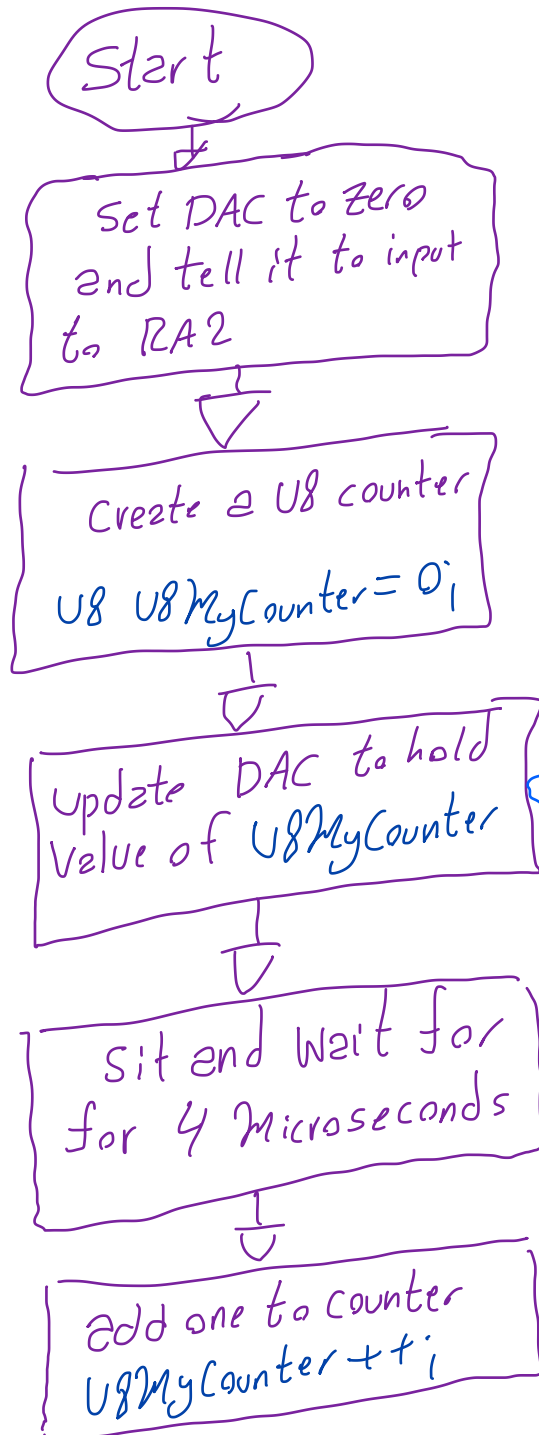 Start
Set DAC to zero
and tell it to input
to RA2
Create a U8 counter
U8 U8MyCounter = 0;
update DAC to hold
Value of U8MyCounter
Sit and Wait for
for 4 Microseconds
add one to counter
U8MyCounter++;